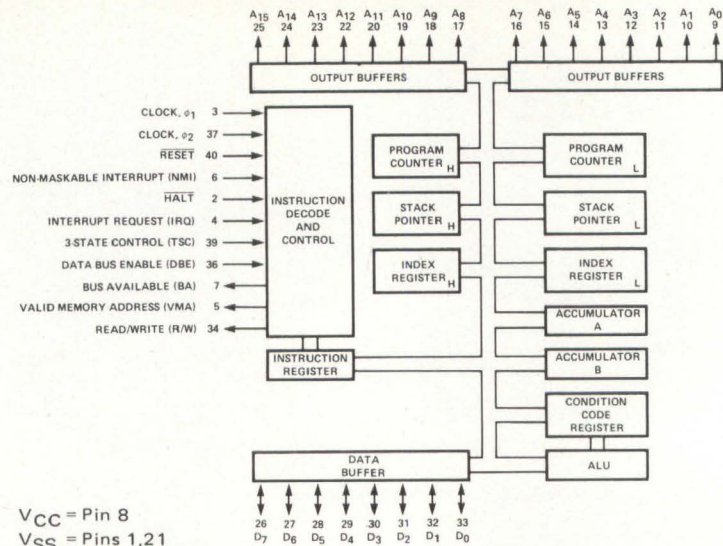 A15 A14 A13 A12 A11 A10 A9 A8 A7 A6 A5 A4 A3 A2 A1 A0
25 24 23 22 20 19 18 17 16 15 14 13 12 11 10 9
OUTPUT BUFFERS OUTPUT BUFFERS
CLOCK, ϕ1 3
CLOCK, ϕ2 37
RESET 40
NON-MASKABLE INTERRUPT (NMI) 6
HALT 2
INTERRUPT REQUEST (IRQ) 4
3-STATE CONTROL (TSC) 39
DATA BUS ENABLE (DBE) 36
BUS AVAILABLE (BA) 7
VALID MEMORY ADDRESS (VMA) 5
READ/WRITE (R/W) 34
INSTRUCTION
DECODE
AND
CONTROL
INSTRUCTION
REGISTER
PROGRAM
COUNTER H
STACK
POINTER H
INDEX
REGISTER H
PROGRAM
COUNTER L
STACK
POINTER L
INDEX
REGISTER L
ACCUMULATOR
A
ACCUMULATOR
B
CONDITION
CODE
REGISTER
ALU
DATA
BUFFER
26 27 28 29 30 31 32 33
D7 D6 D5 D4 D3 D2 D1 D0
VCC = Pin 8
VSS = Pins 1,21